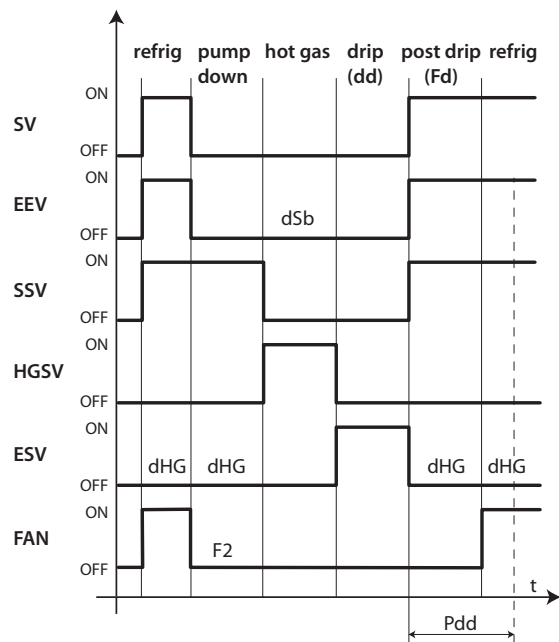 refrig pump hot gas drip post drip refrig
down (dd) (Fd)
ON
SV
OFF
ON
EEV
dSb
OFF
ON
SSV
OFF
ON
HGSV
OFF
ON
ESV
dHG dHG dHG dHG
OFF
ON
FAN
F2
OFF
t
Pdd